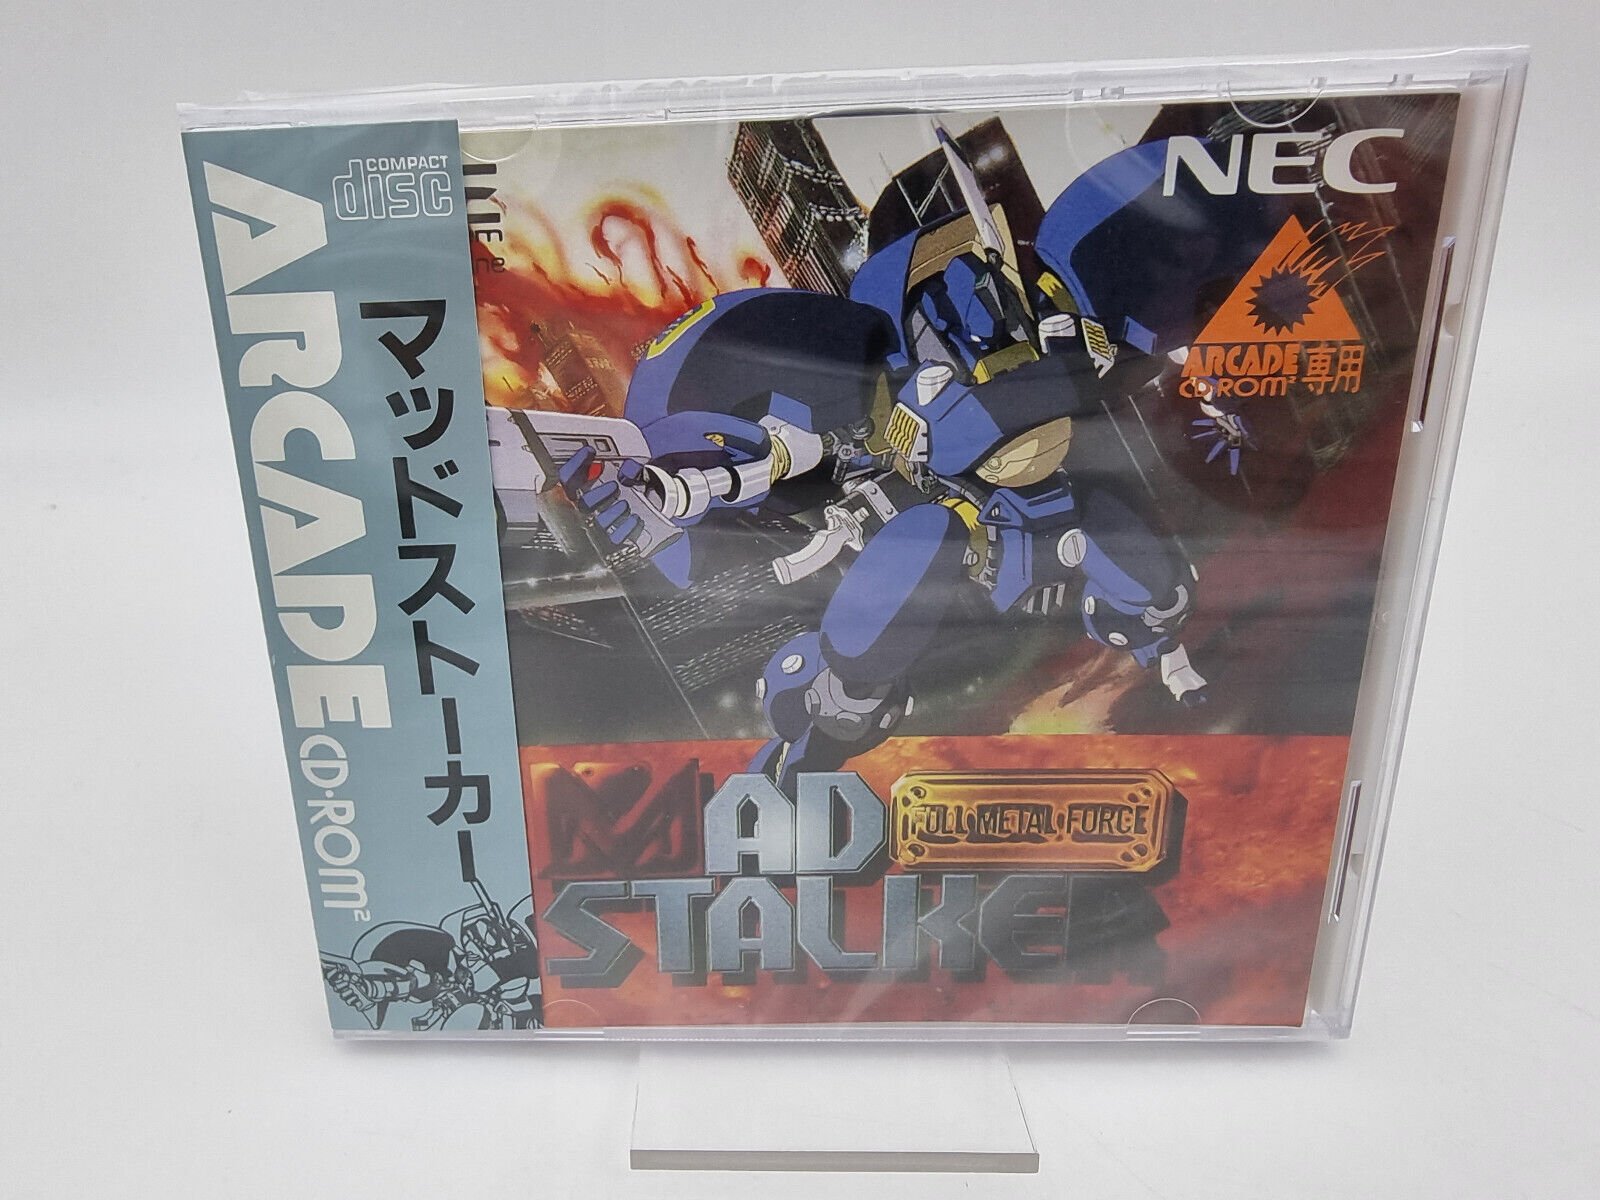 COMPACT
disc
ARCADE CD·ROM²
マッドストーカー
NEC
ARCADE
CD·ROM² 専用
MAD
FULL METAL FORCE
STALKER